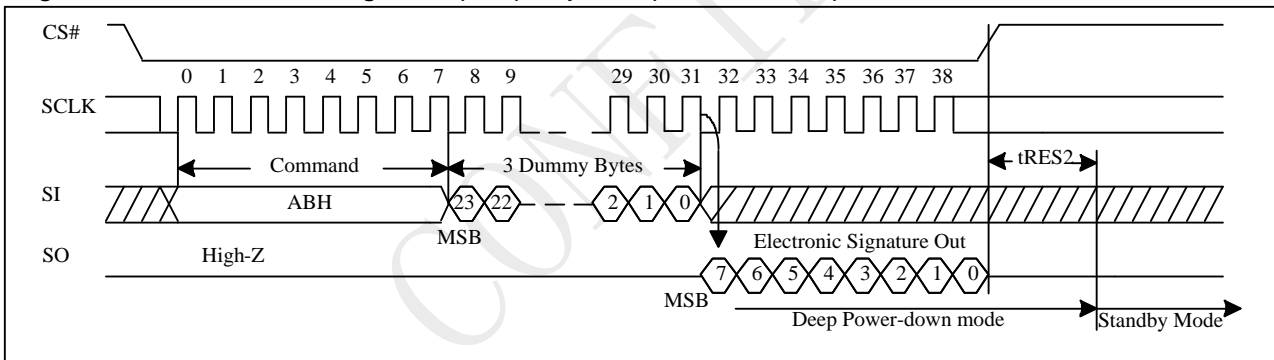 CS#
0 1 2 3 4 5 6 7 8 9 29 30 31 32 33 34 35 36 37 38
SCLK
Command 3 Dummy Bytes tRES2
SI ABH 23 22 2 1 0
MSB
SO High-Z Electronic Signature Out
7 6 5 4 3 2 1 0
MSB
Deep Power-down mode Standby Mode